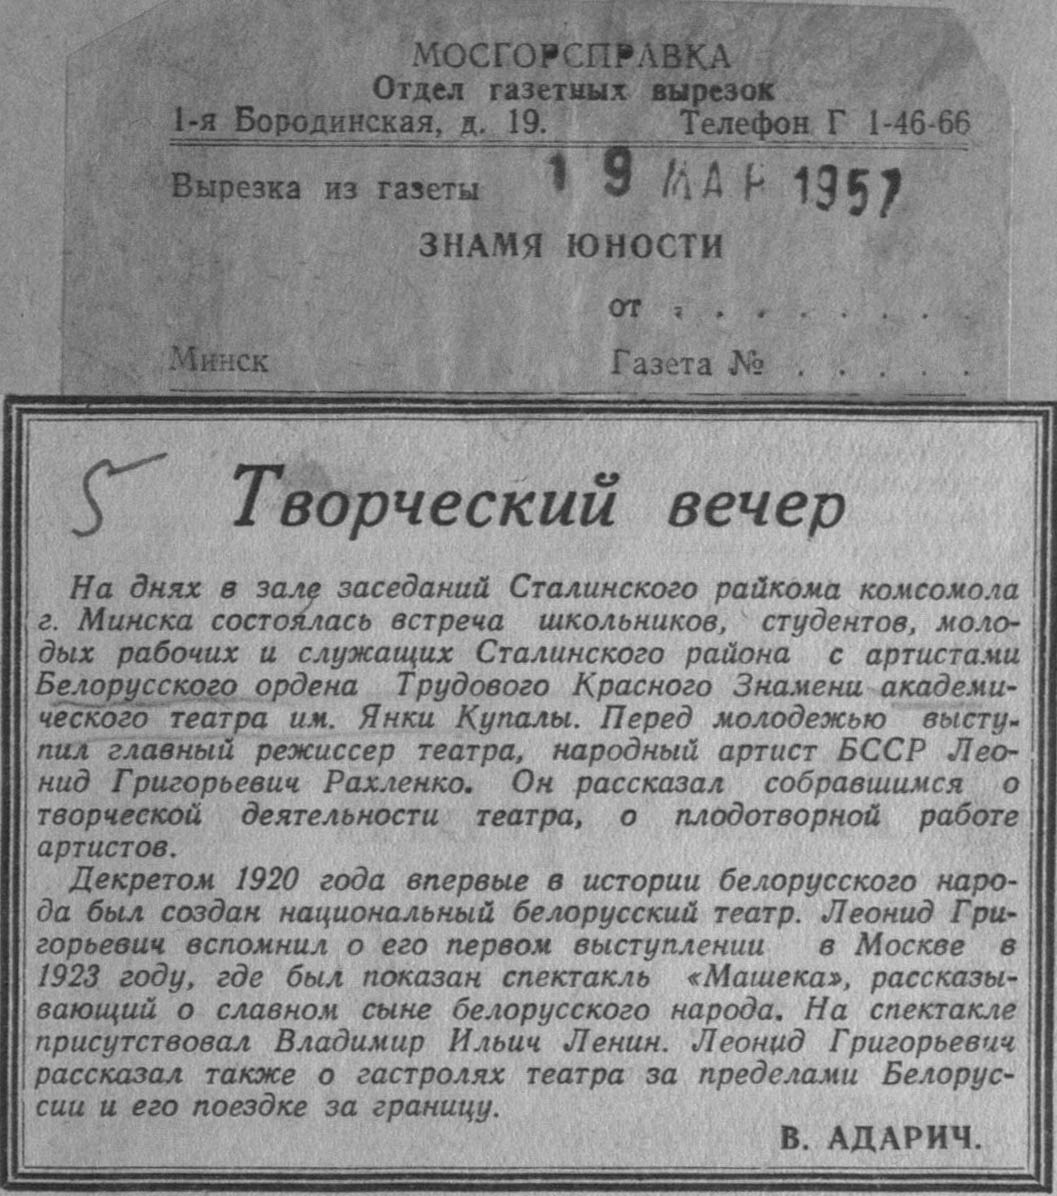 МОСГОРСПРАВКА
Отдел газетных вырезок
1-я Бородинская, д. 19. Телефон Г 1-46-66
Вырезка из газеты 19 МАР 1957
ЗНАМЯ ЮНОСТИ
от . . . . . . . .
Минск Газета № . . . . .
5
Творческий вечер
На днях в зале заседаний Сталинского райкома комсомола
г. Минска состоялась встреча школьников, студентов, моло-
дых рабочих и служащих Сталинского района с артистами
Белорусского ордена Трудового Красного Знамени академи-
ческого театра им. Янки Купалы. Перед молодежью высту-
пил главный режиссер театра, народный артист БССР Лео-
нид Григорьевич Рахленко. Он рассказал собравшимся о
творческой деятельности театра, о плодотворной работе
артистов.
Декретом 1920 года впервые в истории белорусского наро-
да был создан национальный белорусский театр. Леонид Гри-
горьевич вспомнил о его первом выступлении в Москве в
1923 году, где был показан спектакль «Машека», рассказы-
вающий о славном сыне белорусского народа. На спектакле
присутствовал Владимир Ильич Ленин. Леонид Григорьевич
рассказал также о гастролях театра за пределами Белорус-
сии и его поездке за границу.
В. АДАРИЧ.